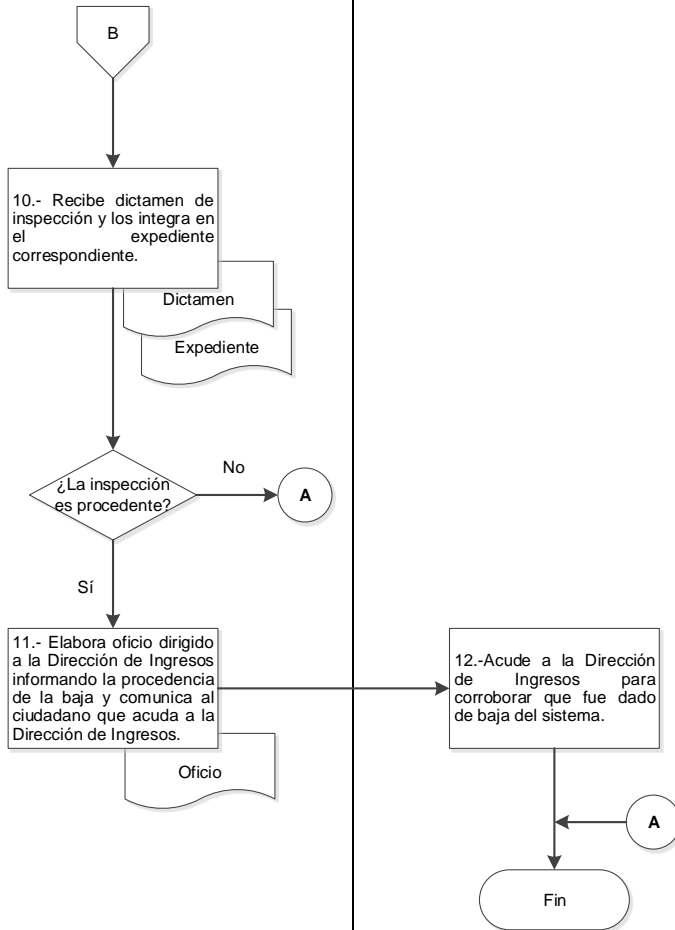 B
10.- Recibe dictamen de
inspección y los integra en
el expediente
correspondiente.
Dictamen
Expediente
¿La inspección
es procedente?
No
A
Sí
11.- Elabora oficio dirigido
a la Dirección de Ingresos
informando la procedencia
de la baja y comunica al
ciudadano que acuda a la
Dirección de Ingresos.
Oficio
12.-Acude a la Dirección
de Ingresos para
corroborar que fue dado
de baja del sistema.
A
Fin